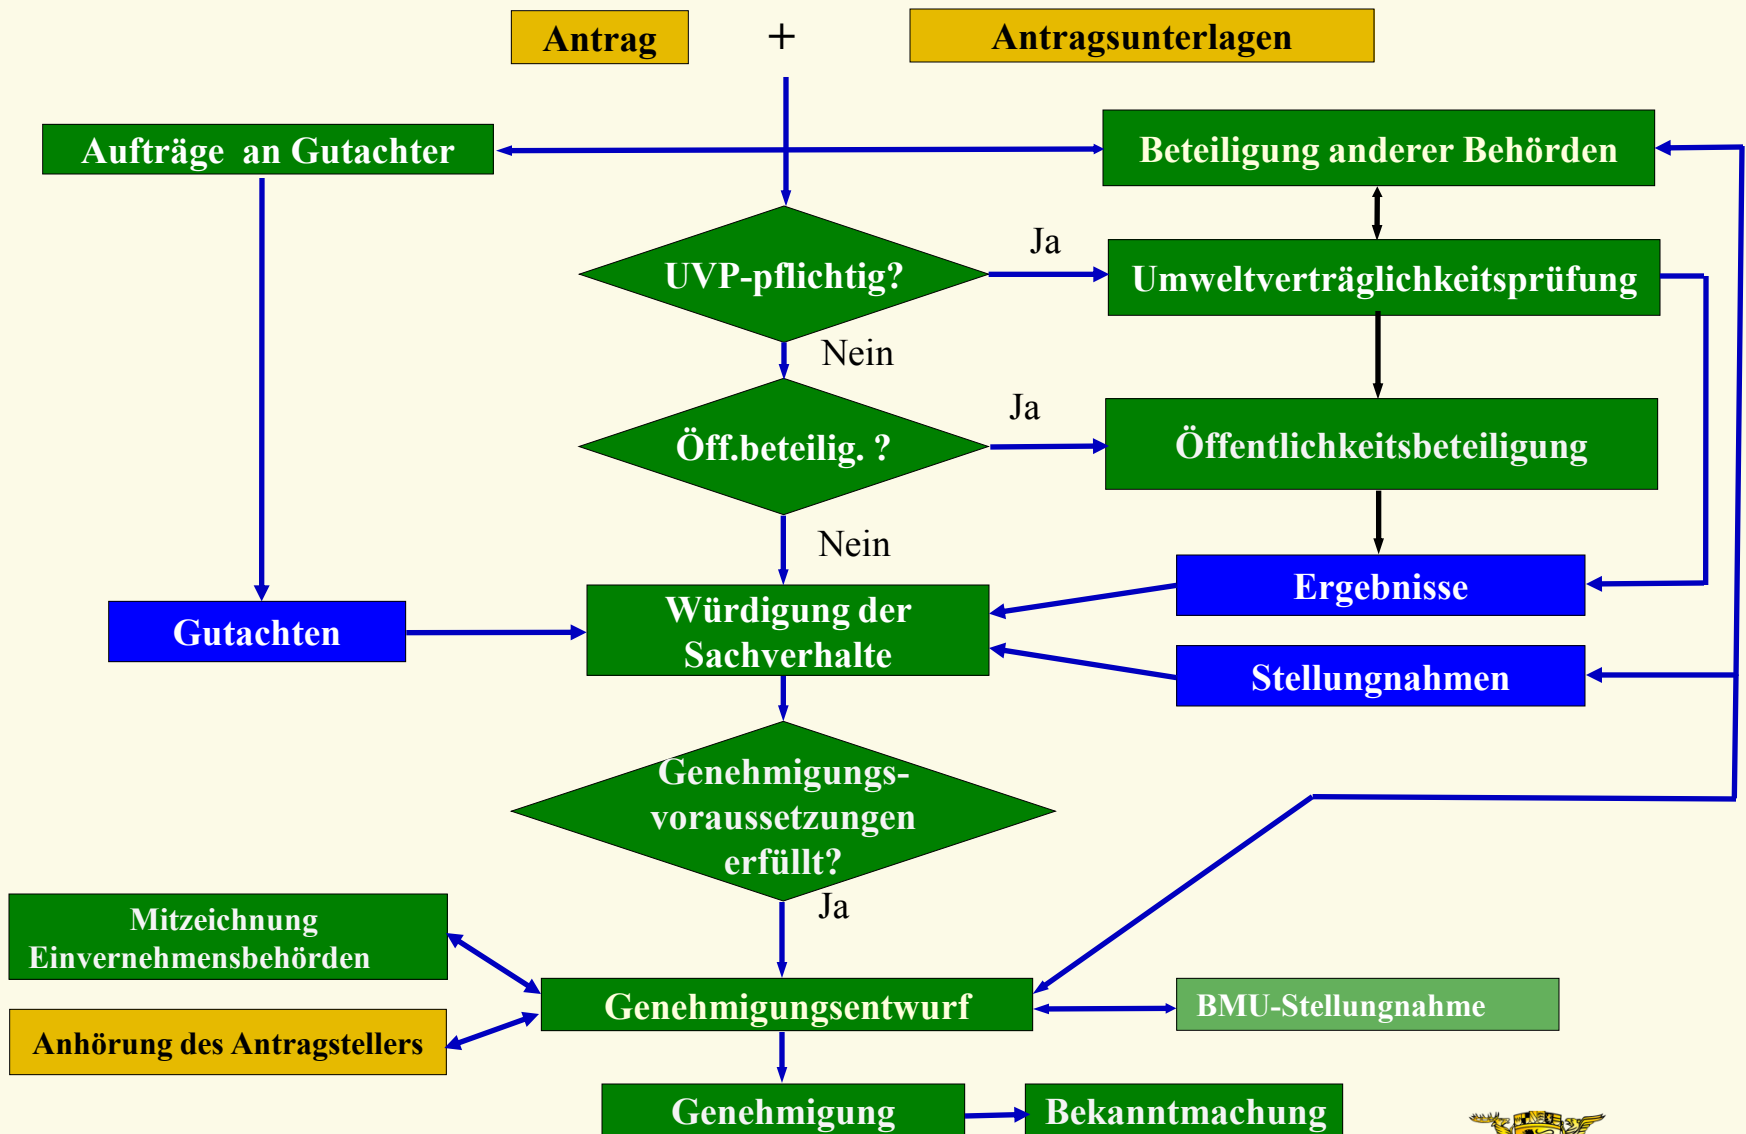 Antrag + Antragsunterlagen
Aufträge an Gutachter
Beteiligung anderer Behörden
UVP-pflichtig?
Ja
Umweltverträglichkeitsprüfung
Nein
Öff.beteilig. ?
Ja
Öffentlichkeitsbeteiligung
Nein
Ergebnisse
Gutachten
Würdigung der
Sachverhalte
Stellungnahmen
Genehmigungs-
voraussetzungen
erfüllt?
Ja
Mitzeichnung
Einvernehmensbehörden
Genehmigungsentwurf
BMU-Stellungnahme
Anhörung des Antragstellers
Genehmigung
Bekanntmachung